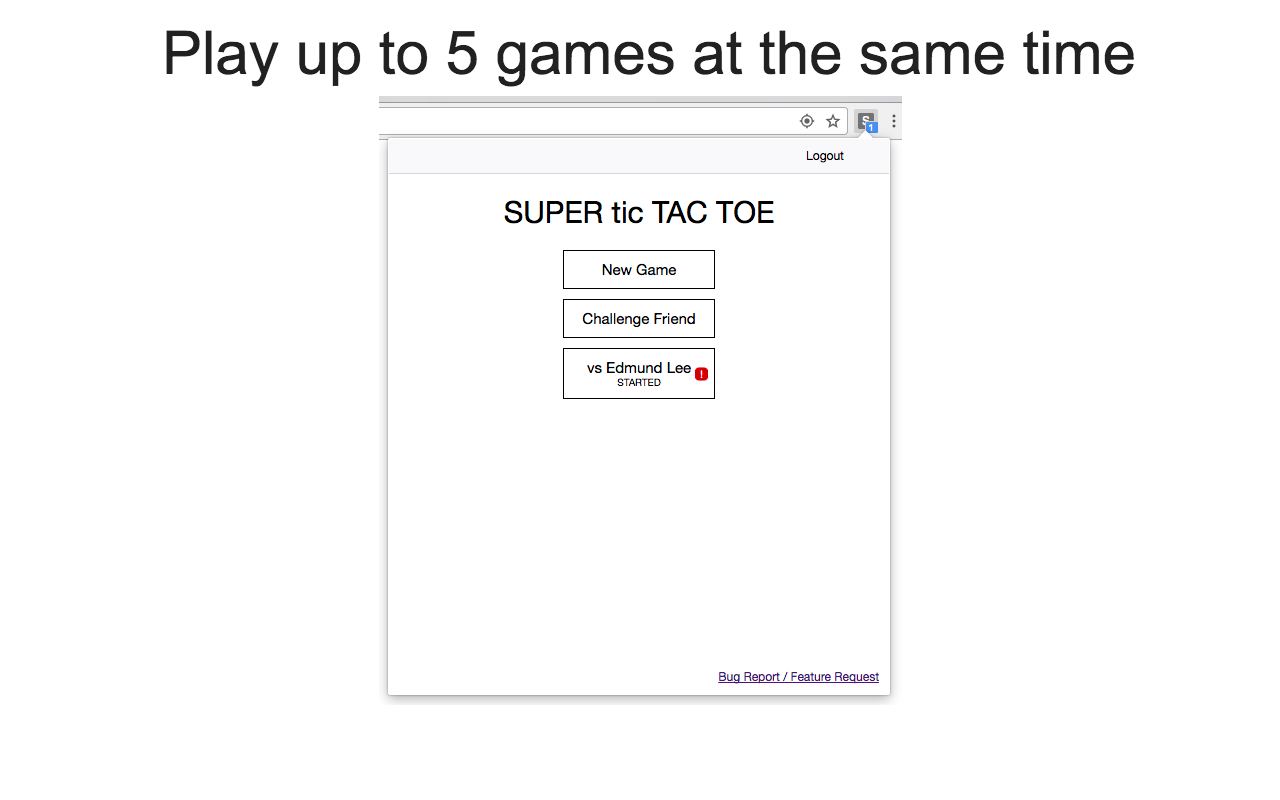 Play up to 5 games at the same time
S
1
Logout
SUPER tic TAC TOE
New Game
Challenge Friend
vs Edmund Lee
!
STARTED
Bug Report / Feature Request